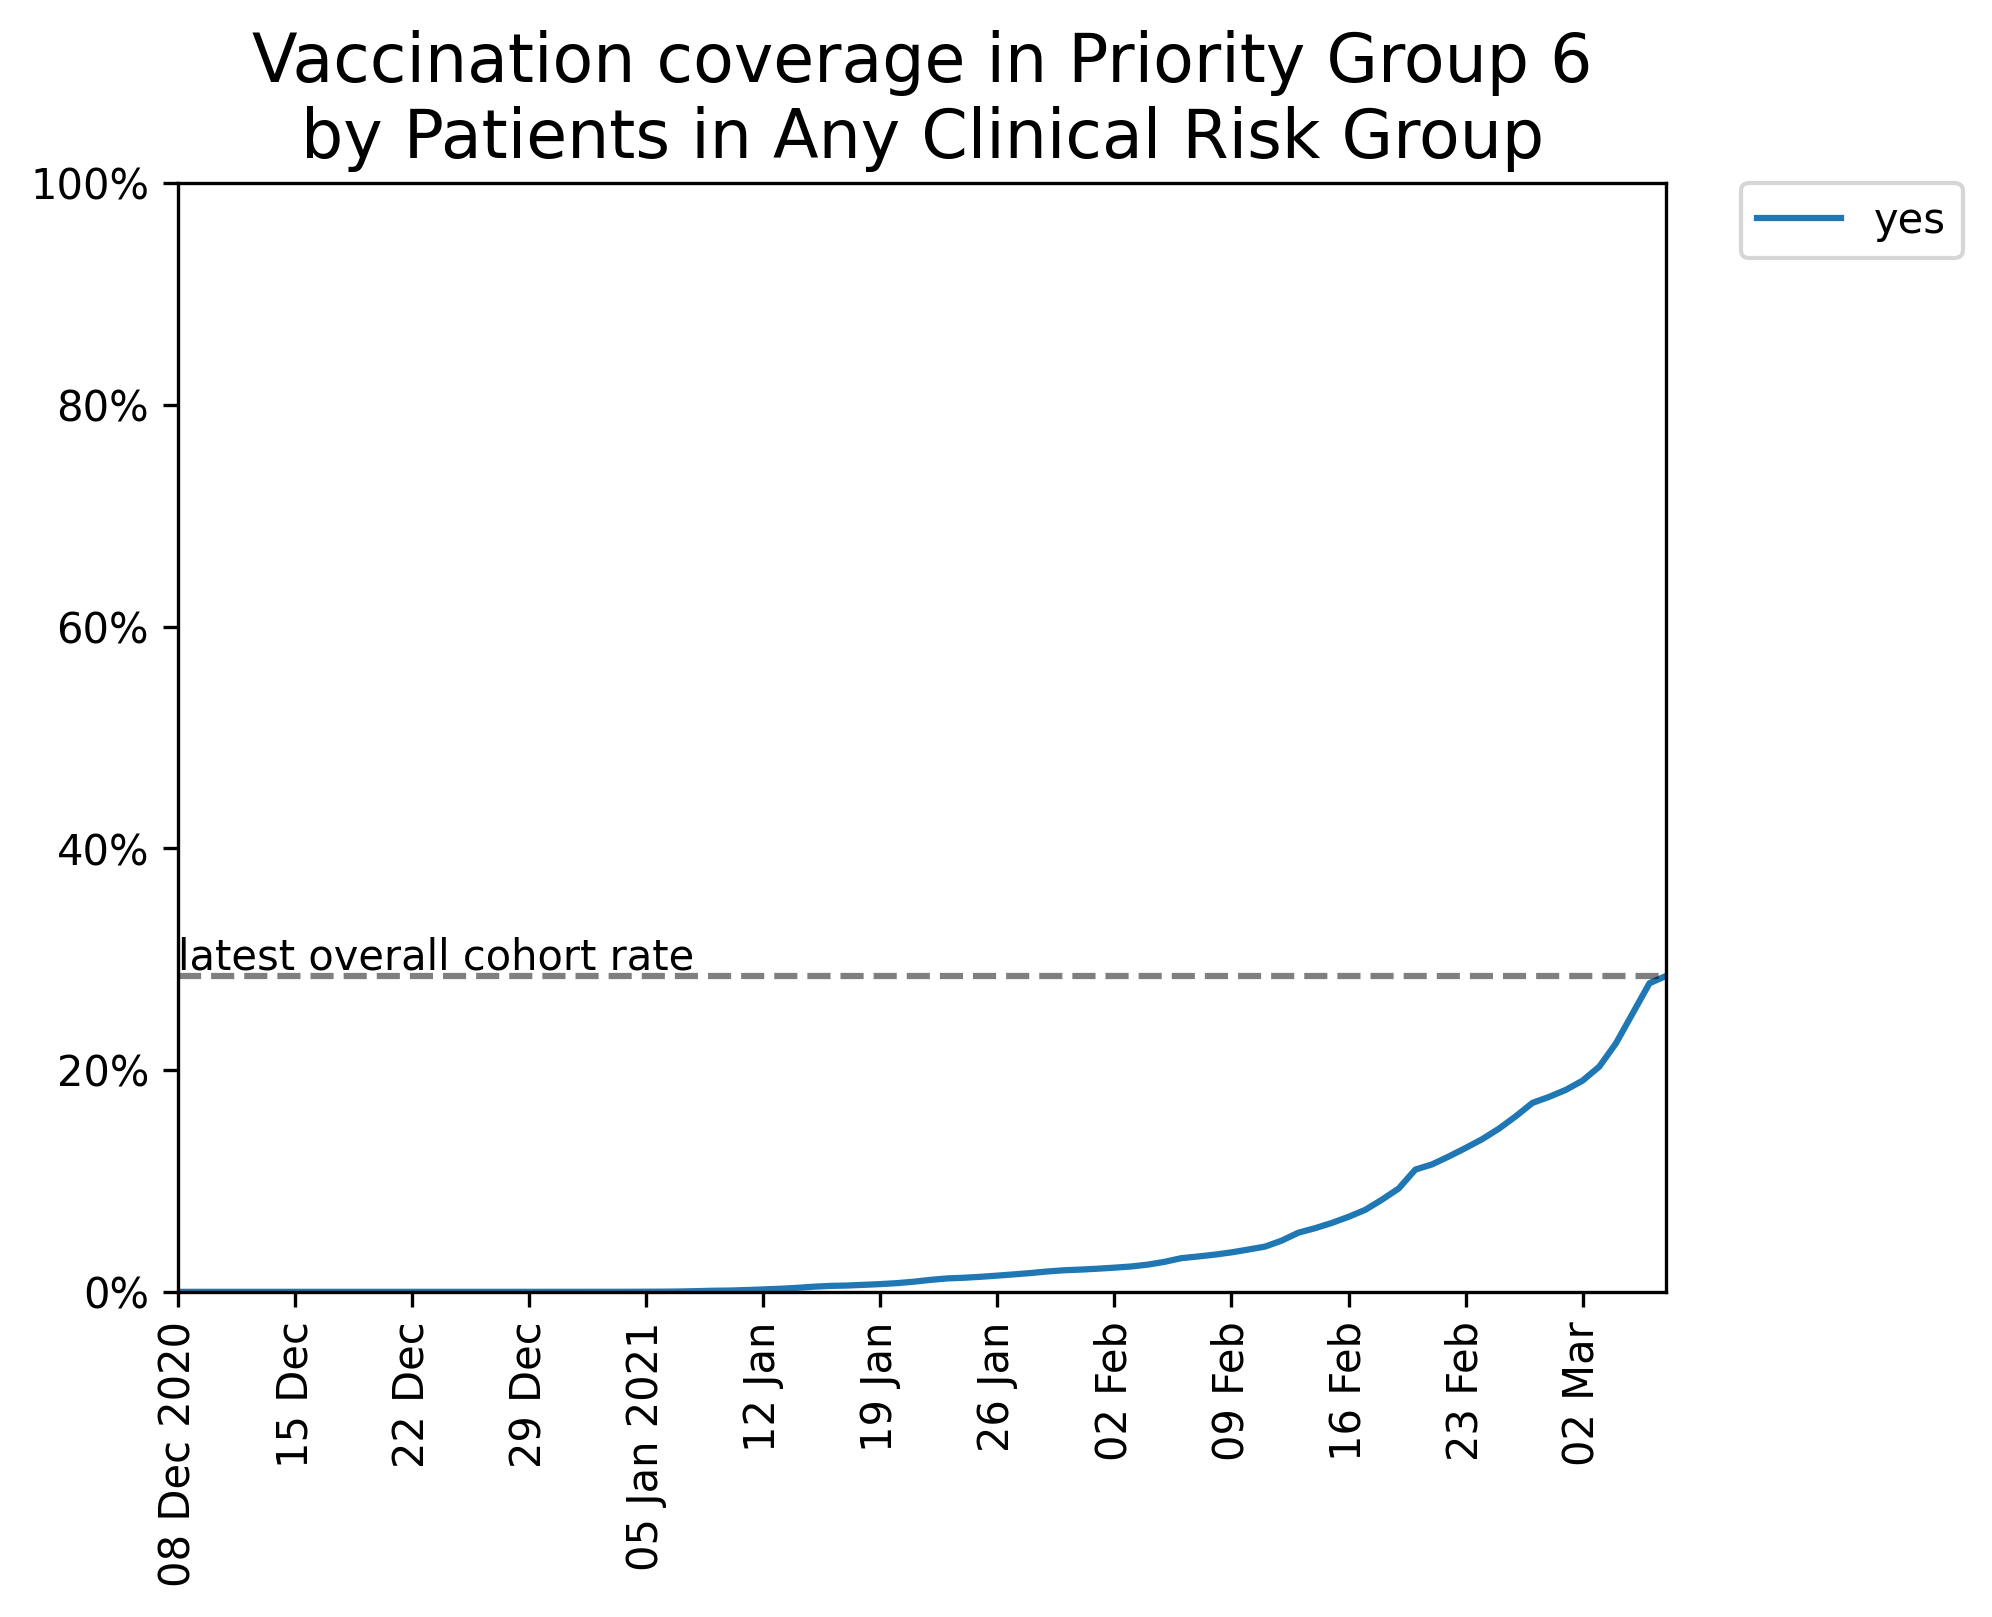 Vaccination coverage in Priority Group 6
by Patients in Any Clinical Risk Group
100%
80%
60%
40%
20%
0%
yes
latest overall cohort rate
08 Dec 2020
15 Dec
22 Dec
29 Dec
05 Jan 2021
12 Jan
19 Jan
26 Jan
02 Feb
09 Feb
16 Feb
23 Feb
02 Mar